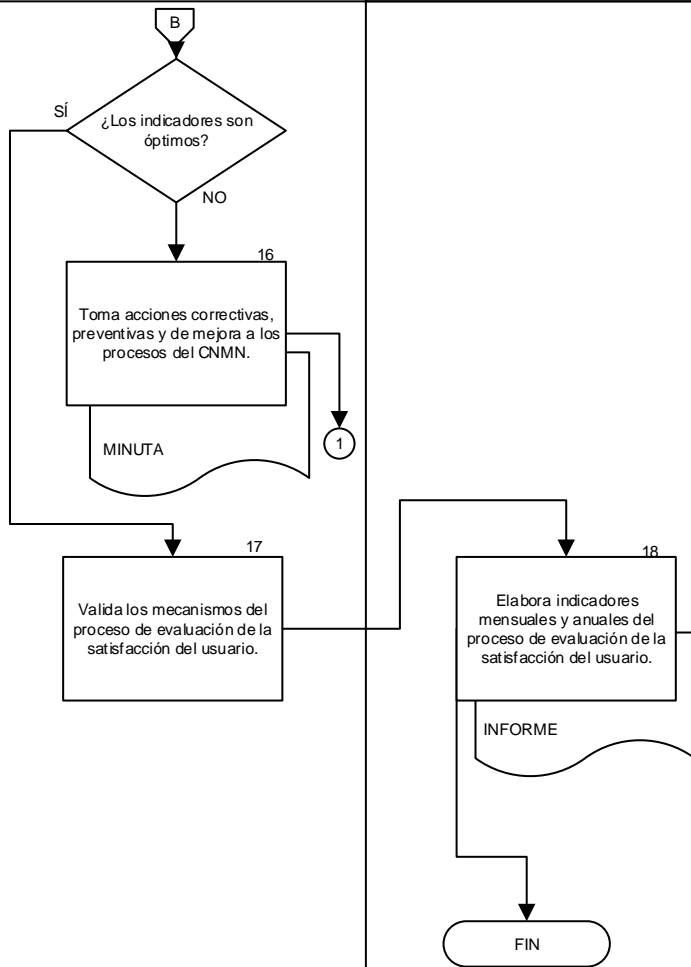 B
¿Los indicadores son
óptimos?
SÍ
NO
16
Toma acciones correctivas,
preventivas y de mejora a los
procesos del CNMN.
MINUTA
1
17
Valida los mecanismos del
proceso de evaluación de la
satisfacción del usuario.
18
Elabora indicadores
mensuales y anuales del
proceso de evaluación de la
satisfacción del usuario.
INFORME
FIN